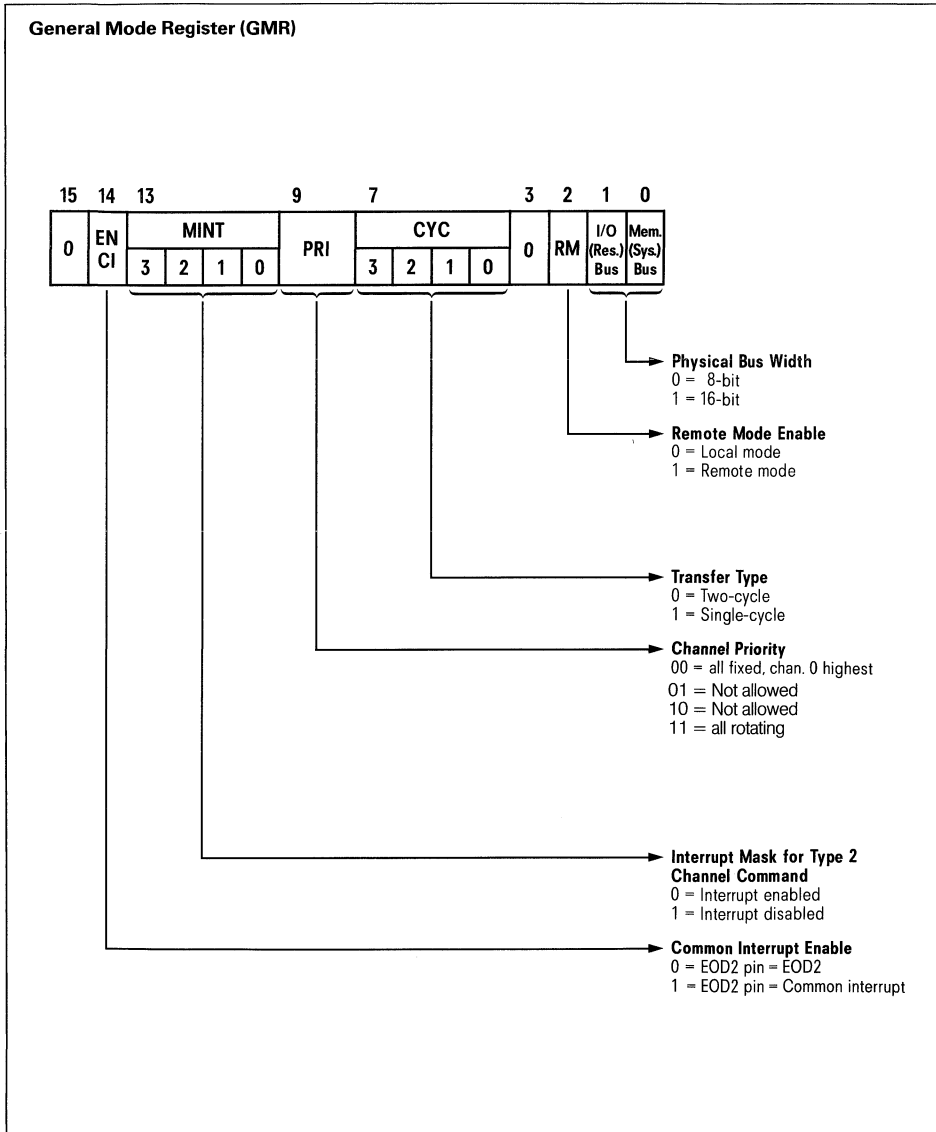 General Mode Register (GMR)
15 14 13 9 7 3 2 1 0
0 EN CI MINT 3 2 1 0 PRI CYC 3 2 1 0 0 RM I/O (Res.) Bus Mem. (Sys.) Bus
Physical Bus Width
0 = 8-bit
1 = 16-bit
Remote Mode Enable
0 = Local mode
1 = Remote mode
Transfer Type
0 = Two-cycle
1 = Single-cycle
Channel Priority
00 = all fixed, chan. 0 highest
01 = Not allowed
10 = Not allowed
11 = all rotating
Interrupt Mask for Type 2
Channel Command
0 = Interrupt enabled
1 = Interrupt disabled
Common Interrupt Enable
0 = EOD2 pin = EOD2
1 = EOD2 pin = Common interrupt